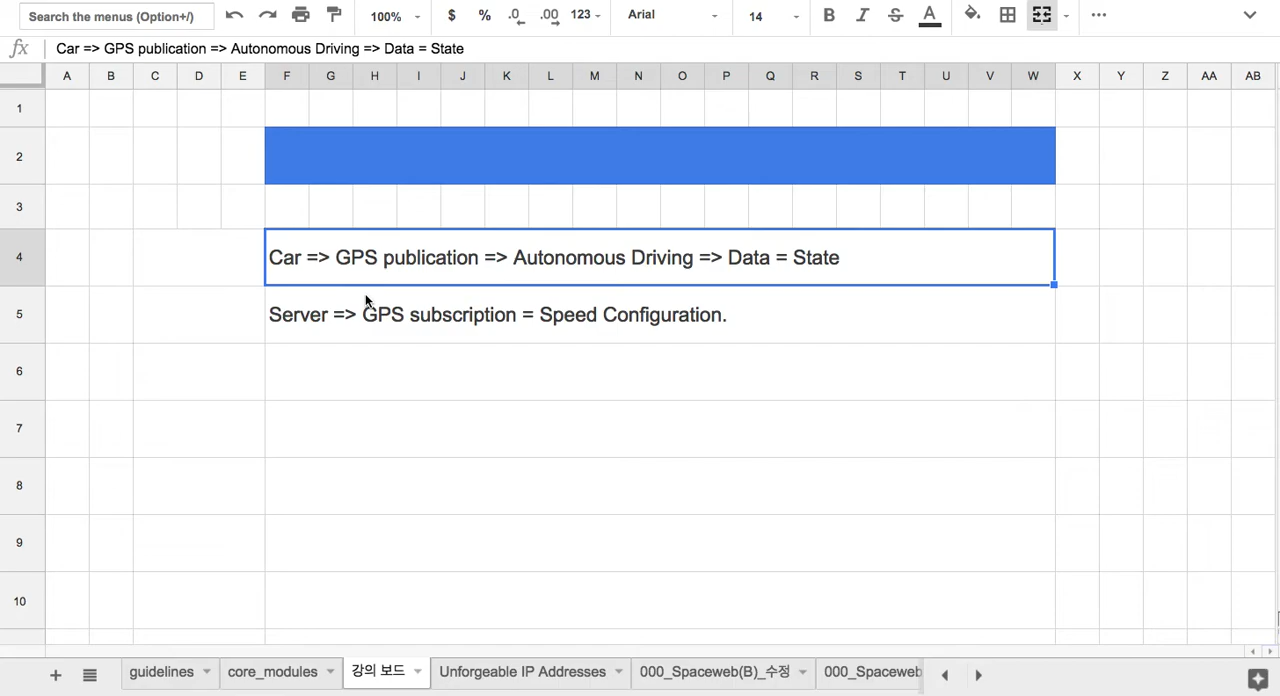 Search the menus (Option+/) 100% $ % .0 .00 123 Arial 14 B I S A
fx Car => GPS publication => Autonomous Driving => Data = State
A B C D E F G H I J K L M N O P Q R S T U V W X Y Z AA AB
1
2
3
4 Car => GPS publication => Autonomous Driving => Data = State
5 Server => GPS subscription = Speed Configuration.
6
7
8
9
10
guidelines core_modules 강의 보드 Unforgeable IP Addresses 000_Spaceweb(B)_수정 000_Spaceweb